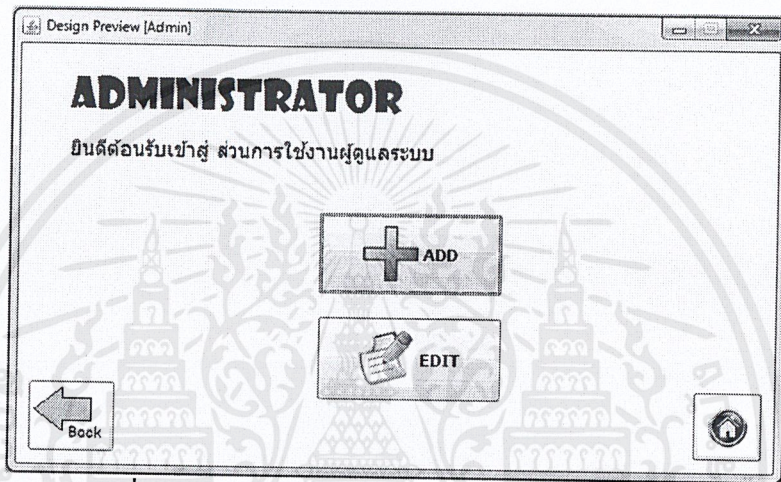 Design Preview [Admin]
ADMINISTRATOR
ยินดีต้อนรับเข้าสู่ ส่วนการใช้งานผู้ดูแลระบบ
ADD
EDIT
Back